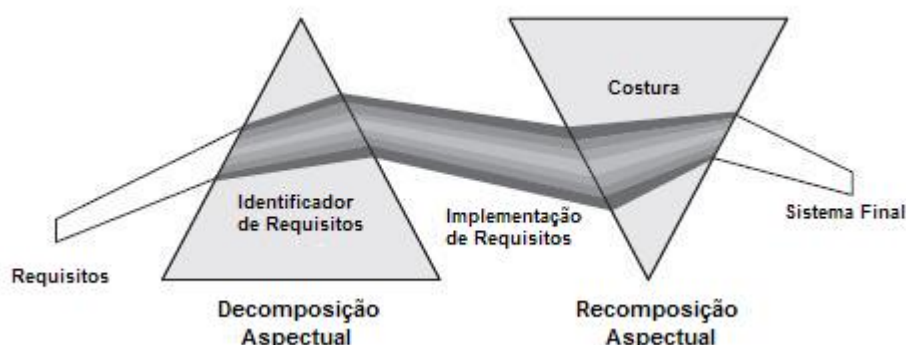 Costura
Identificador
de Requisitos
Implementação
de Requisitos
Sistema Final
Requisitos
Decomposição
Aspectual
Recomposição
Aspectual